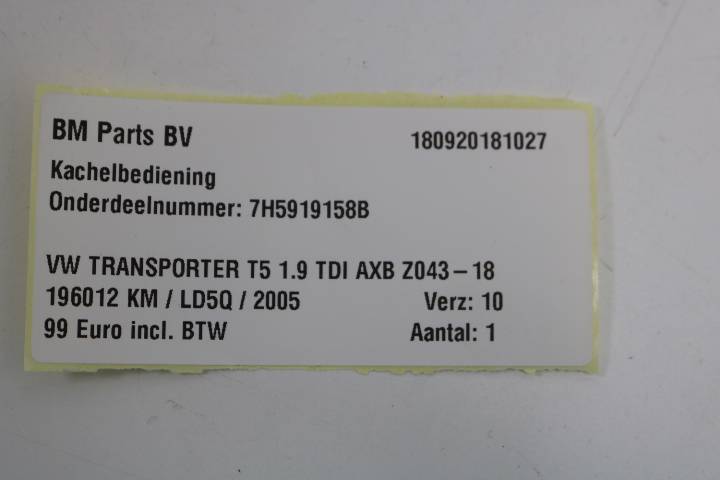 BM Parts BV 180920181027
Kachelbediening
Onderdeelnummer: 7H5919158B
VW TRANSPORTER T5 1.9 TDI AXB Z043-18
196012 KM / LD5Q / 2005 Verz: 10
99 Euro incl. BTW Aantal: 1